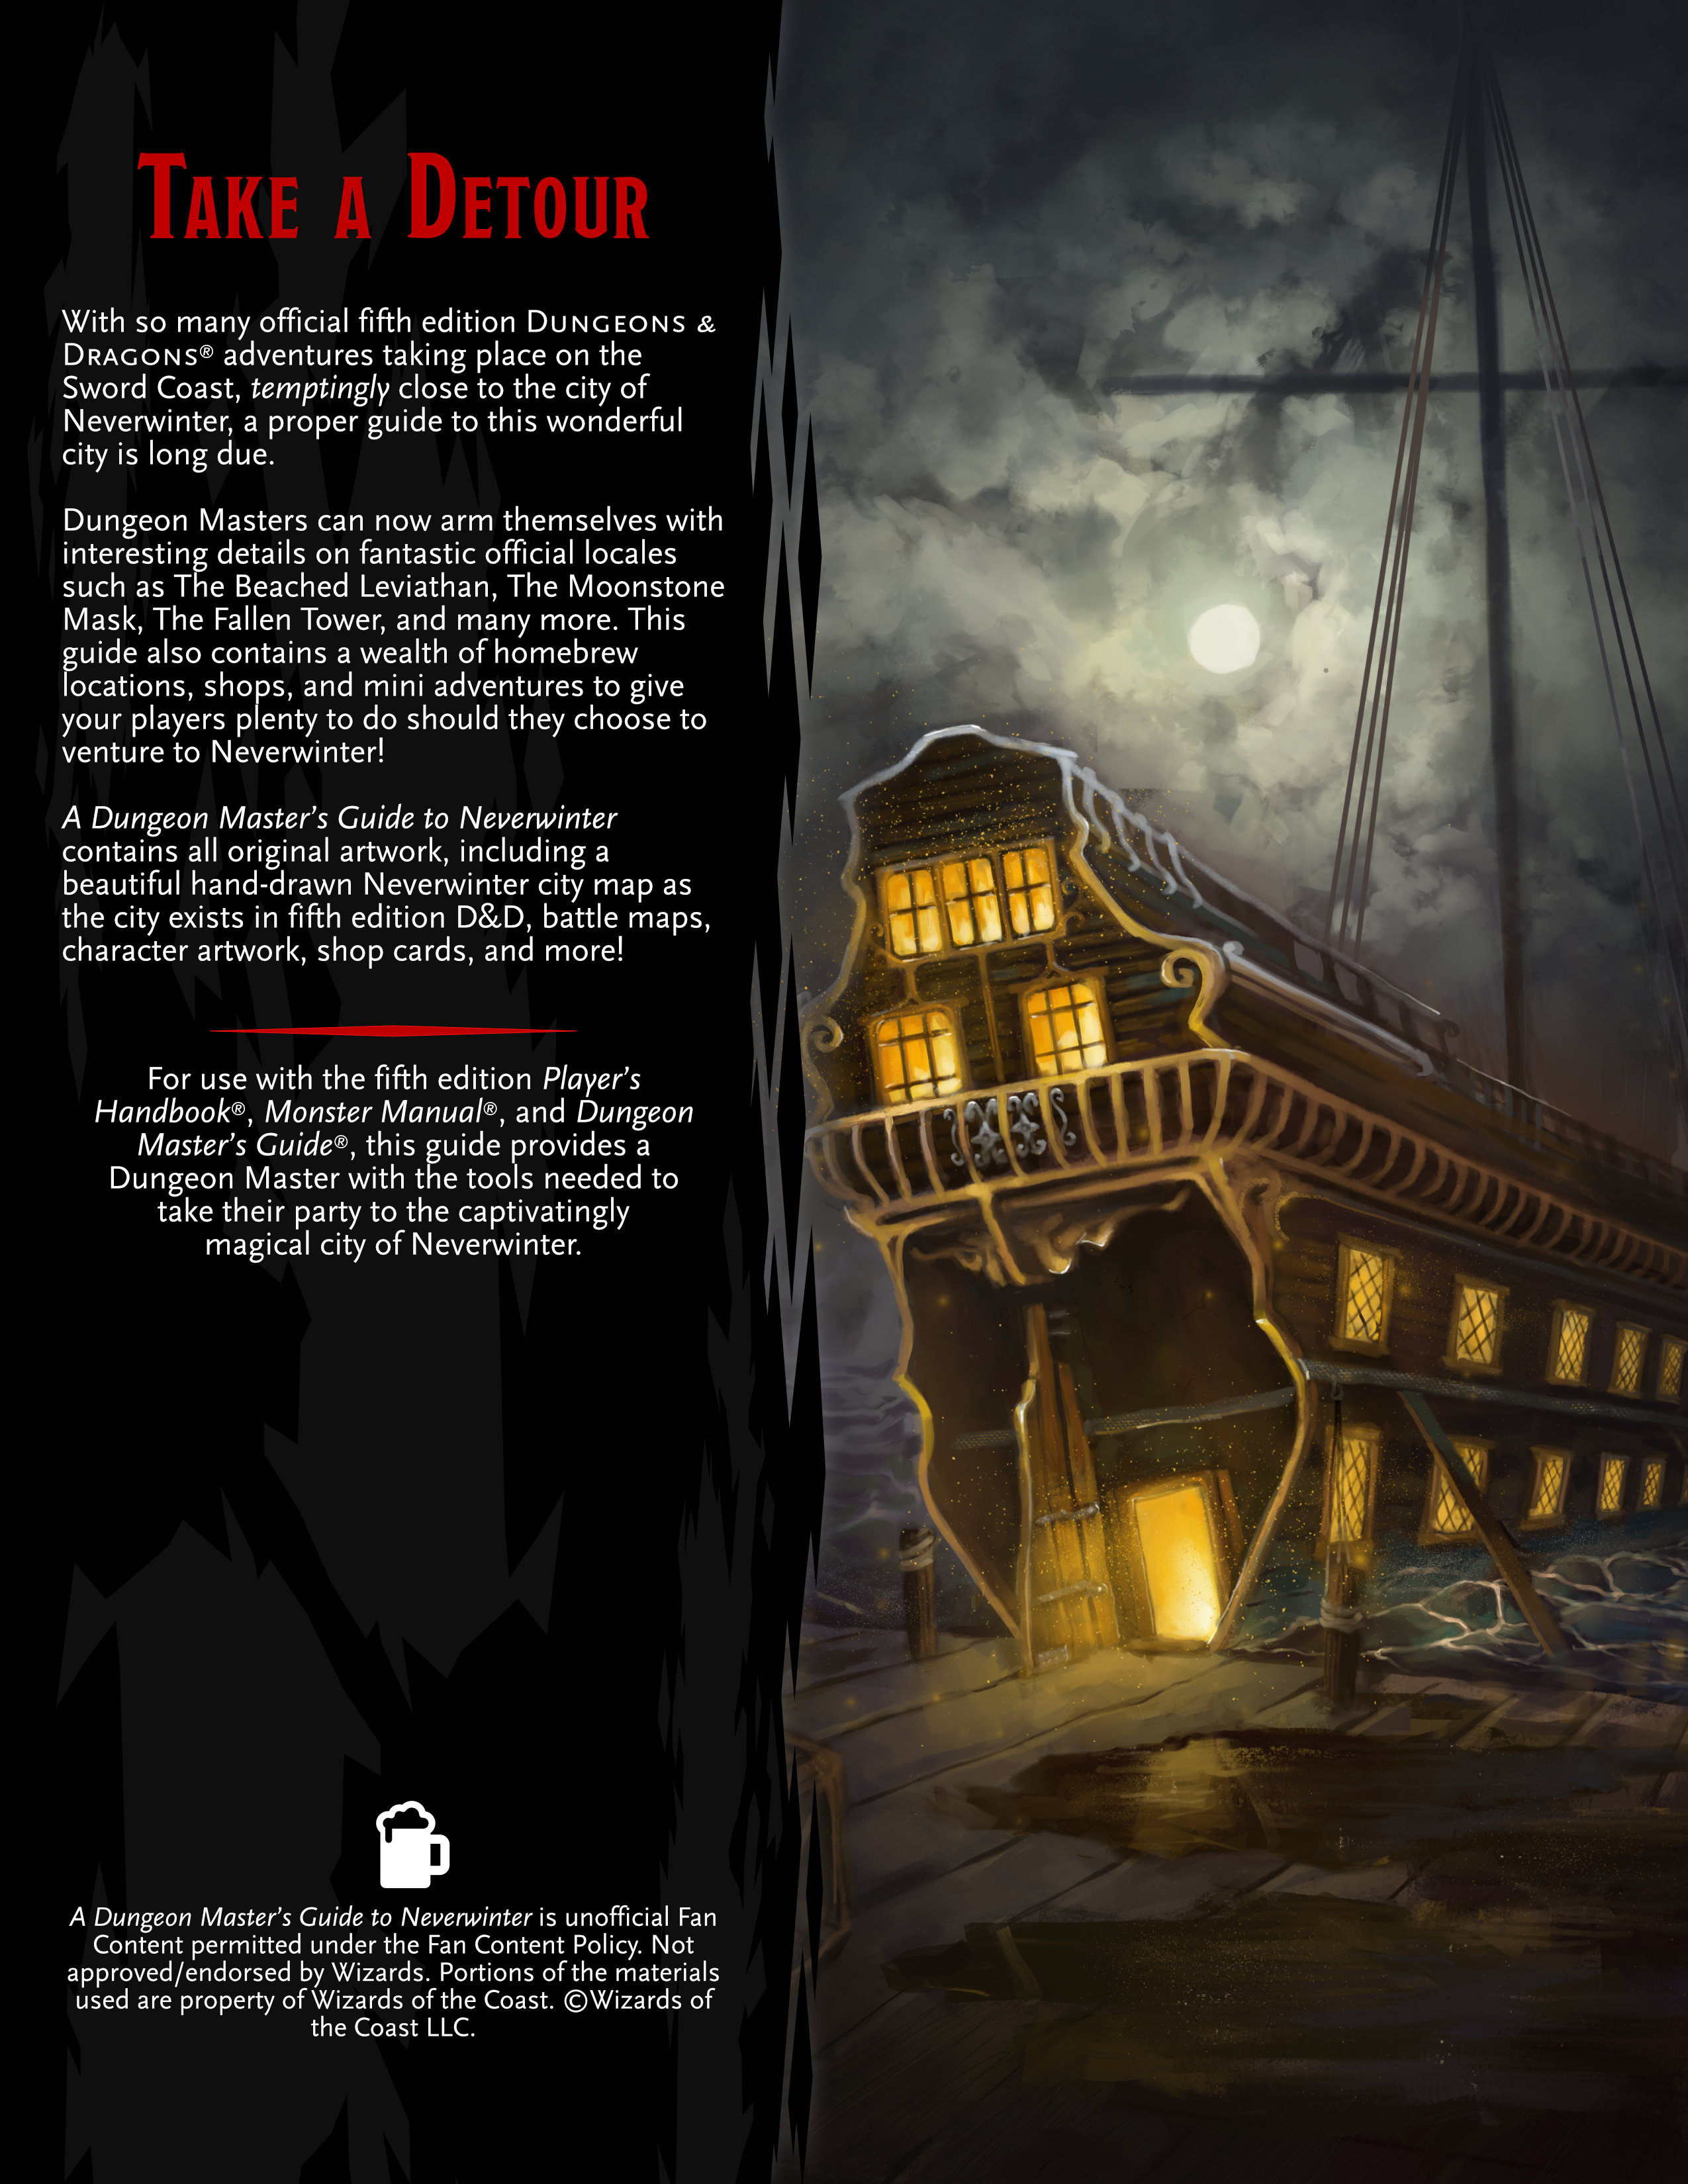 Take a Detour
With so many official fifth edition Dungeons &
Dragons® adventures taking place on the
Sword Coast, temptingly close to the city of
Neverwinter, a proper guide to this wonderful
city is long due.
Dungeon Masters can now arm themselves with
interesting details on fantastic official locales
such as The Beached Leviathan, The Moonstone
Mask, The Fallen Tower, and many more. This
guide also contains a wealth of homebrew
locations, shops, and mini adventures to give
your players plenty to do should they choose to
venture to Neverwinter!
A Dungeon Master's Guide to Neverwinter
contains all original artwork, including a
beautiful hand-drawn Neverwinter city map as
the city exists in fifth edition D&D, battle maps,
character artwork, shop cards, and more!
For use with the fifth edition Player's
Handbook®, Monster Manual®, and Dungeon
Master's Guide®, this guide provides a
Dungeon Master with the tools needed to
take their party to the captivatingly
magical city of Neverwinter.
A Dungeon Master's Guide to Neverwinter is unofficial Fan
Content permitted under the Fan Content Policy. Not
approved/endorsed by Wizards. Portions of the materials
used are property of Wizards of the Coast. ©Wizards of
the Coast LLC.